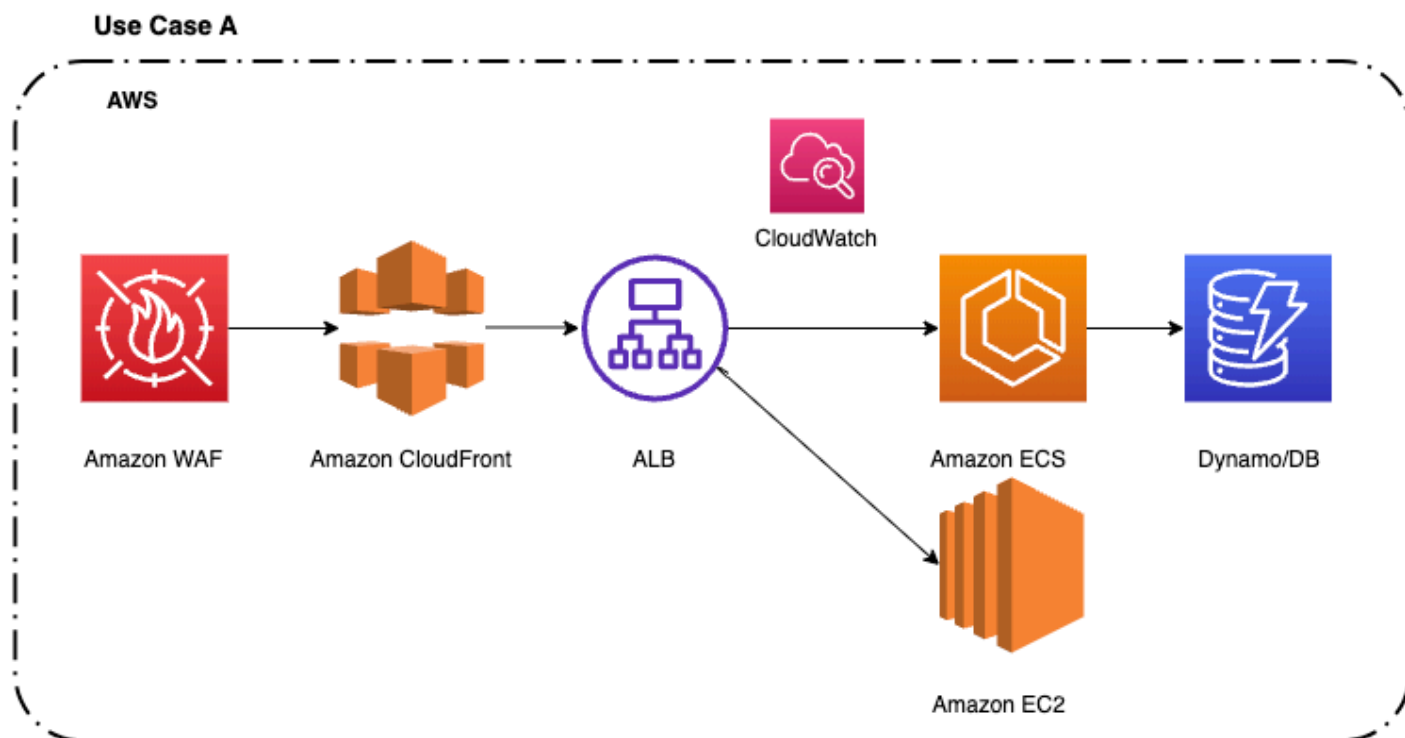 Use Case A
AWS
CloudWatch
Amazon WAF
Amazon CloudFront
ALB
Amazon ECS
Dynamo/DB
Amazon EC2